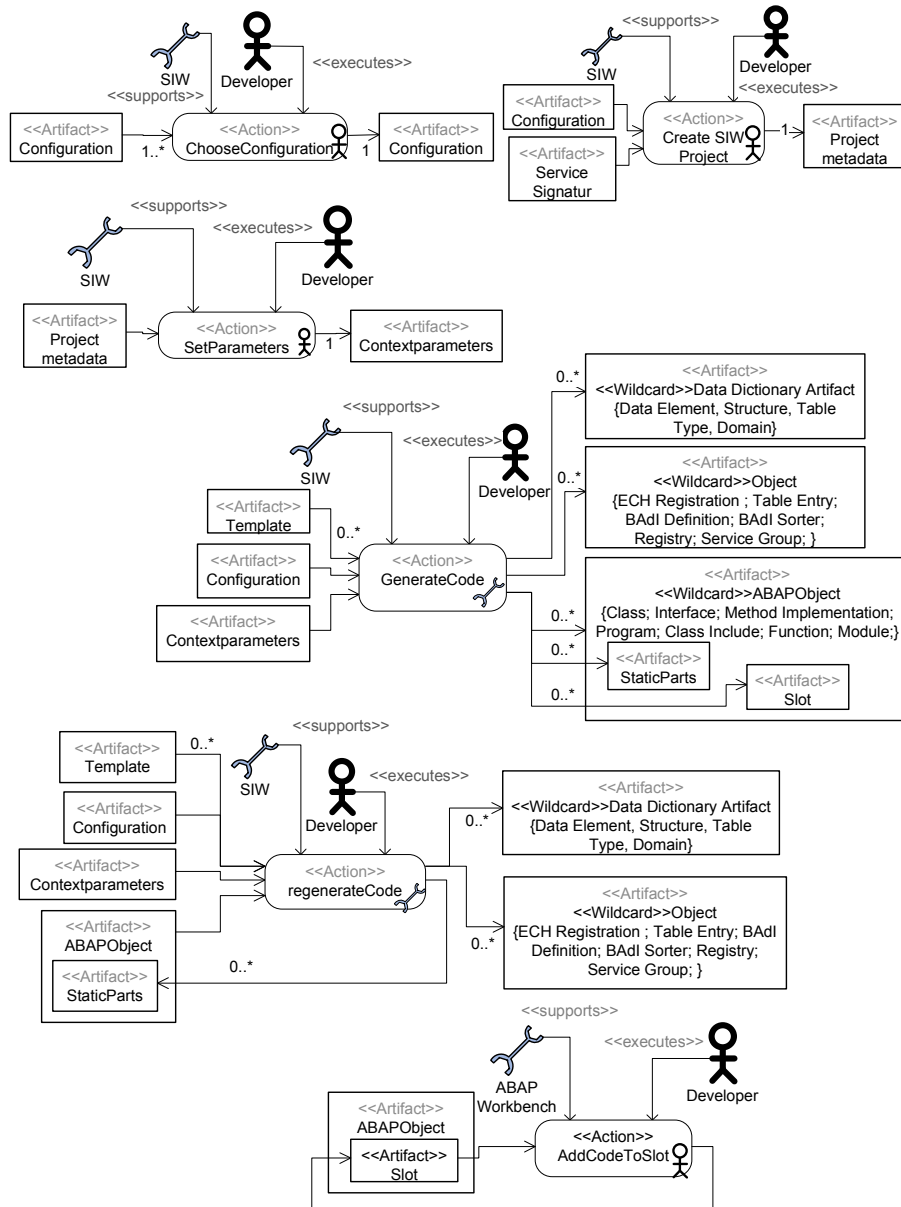 <<supports>>
SIW
Developer
<<supports>>
<<executes>>
<<Artifact>>
Configuration
1..*
<<Action>>
ChooseConfiguration
1
<<Artifact>>
Configuration
<<supports>>
SIW
Developer
<<executes>>
<<Artifact>>
Configuration
<<Artifact>>
Service
Signatur
<<Action>>
Create SIW
Project
1
<<Artifact>>
Project
metadata
<<supports>>
<<executes>>
SIW
Developer
<<Artifact>>
Project
metadata
<<Action>>
SetParameters
1
<<Artifact>>
Contextparameters
<<supports>>
<<executes>>
SIW
Developer
<<Artifact>>
Template
0..*
<<Artifact>>
Configuration
<<Artifact>>
Contextparameters
<<Action>>
GenerateCode
0..*
<<Artifact>>
<<Wildcard>>Data Dictionary Artifact
{Data Element, Structure, Table
Type, Domain}
0..*
<<Artifact>>
<<Wildcard>>Object
{ECH Registration ; Table Entry;
BAdI Definition; BAdI Sorter;
Registry; Service Group; }
<<Artifact>>
<<Wildcard>>ABAPObject
{Class; Interface; Method Implementation;
Program; Class Include; Function; Module;}
0..*
0..*
<<Artifact>>
StaticParts
0..*
<<Artifact>>
Slot
<<supports>>
<<executes>>
SIW
Developer
<<Artifact>>
Template
0..*
<<Artifact>>
Configuration
<<Artifact>>
Contextparameters
<<Artifact>>
ABAPObject
<<Artifact>>
StaticParts
0..*
<<Action>>
regenerateCode
0..*
<<Artifact>>
<<Wildcard>>Data Dictionary Artifact
{Data Element, Structure, Table
Type, Domain}
0..*
<<Artifact>>
<<Wildcard>>Object
{ECH Registration ; Table Entry; BAdI
Definition; BAdI Sorter; Registry;
Service Group; }
<<supports>>
<<executes>>
ABAP
Workbench
Developer
<<Artifact>>
ABAPObject
<<Artifact>>
Slot
<<Action>>
AddCodeToSlot